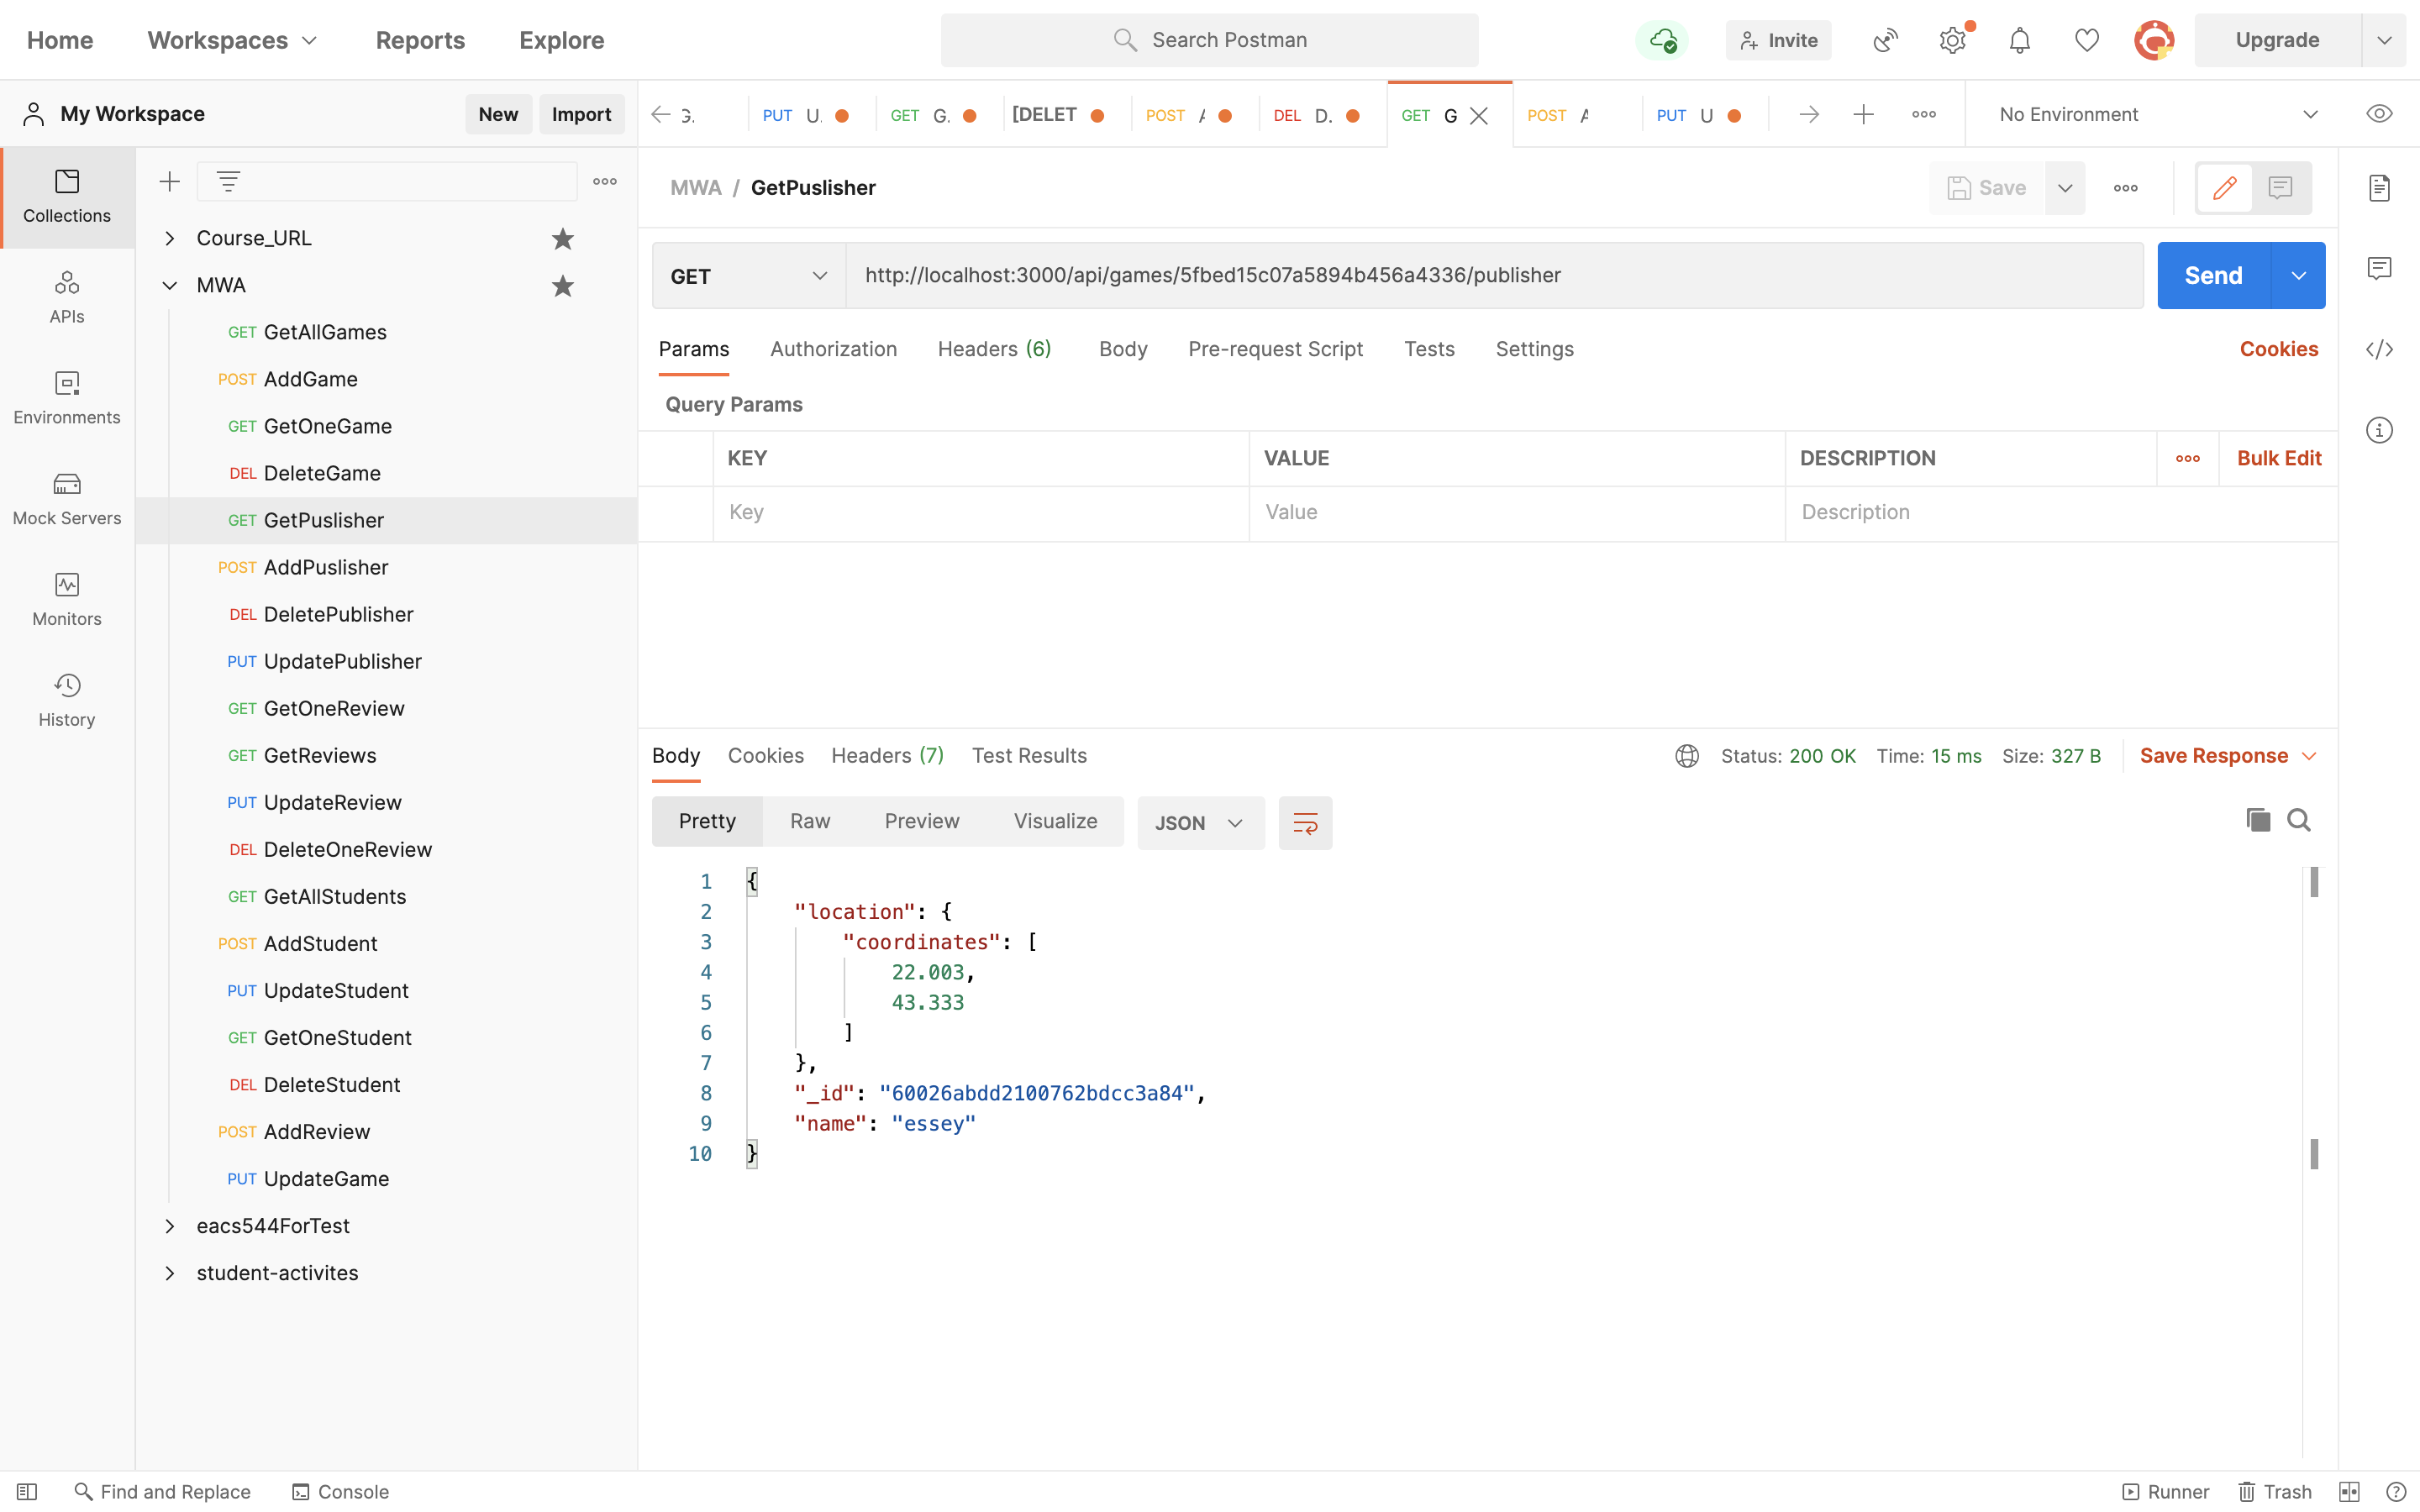 Home Workspaces Reports Explore Search Postman Invite Upgrade
My Workspace New Import
G. PUT U. GET G. [DELET POST A DEL D. GET G POST A PUT U No Environment
Collections
APIs
Environments
Mock Servers
Monitors
History
Course_URL
MWA
GET GetAllGames
POST AddGame
GET GetOneGame
DEL DeleteGame
GET GetPuslisher
POST AddPuslisher
DEL DeletePublisher
PUT UpdatePublisher
GET GetOneReview
GET GetReviews
PUT UpdateReview
DEL DeleteOneReview
GET GetAllStudents
POST AddStudent
PUT UpdateStudent
GET GetOneStudent
DEL DeleteStudent
POST AddReview
PUT UpdateGame
eacs544ForTest
student-activites
MWA / GetPuslisher Save
GET http://localhost:3000/api/games/5fbed15c07a5894b456a4336/publisher Send
Params Authorization Headers (6) Body Pre-request Script Tests Settings Cookies
Query Params
KEY VALUE DESCRIPTION Bulk Edit
Key Value Description
Body Cookies Headers (7) Test Results Status: 200 OK Time: 15 ms Size: 327 B Save Response
Pretty Raw Preview Visualize JSON
1 {
2 "location": {
3 "coordinates": [
4 22.003,
5 43.333
6 ]
7 },
8 "_id": "60026abdd2100762bdcc3a84",
9 "name": "essey"
10 }
Find and Replace Console Runner Trash